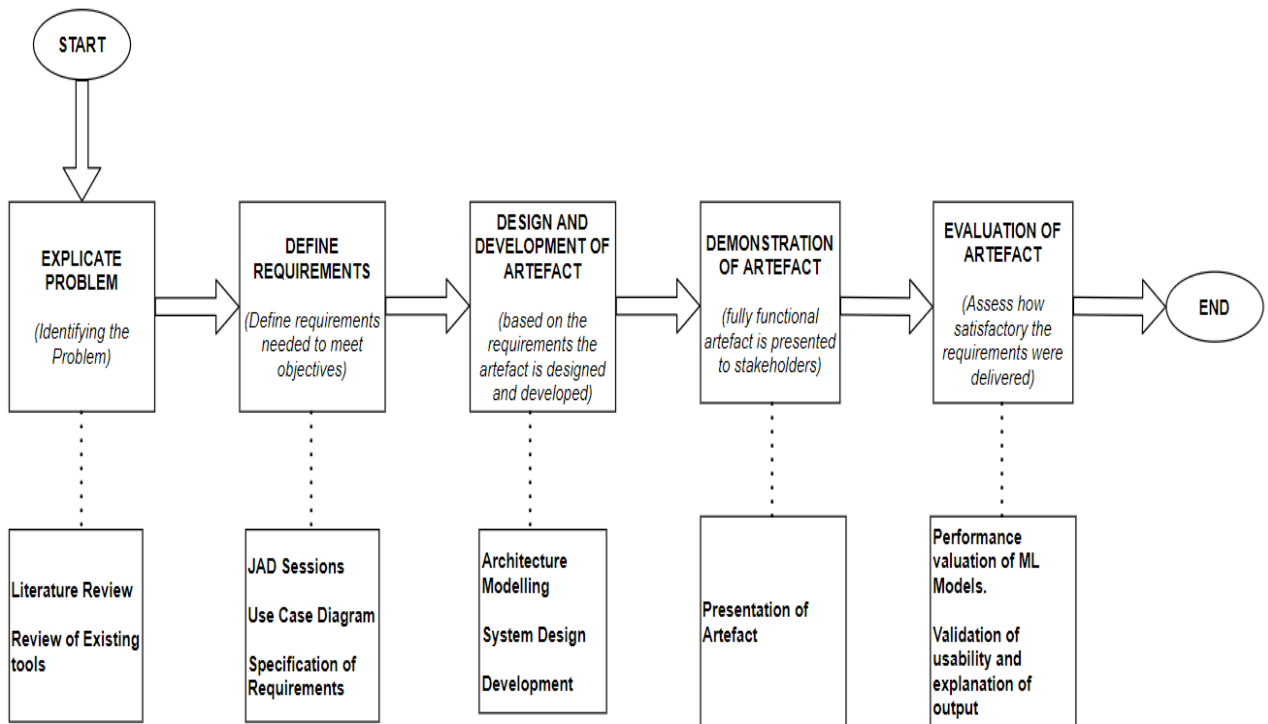 START
EXPLICATE
PROBLEM
(Identifying the
Problem)
DEFINE
REQUIREMENTS
(Define requirements
needed to meet
objectives)
DESIGN AND
DEVELOPMENT OF
ARTEFACT
(based on the
requirements the
artefact is designed
and developed)
DEMONSTRATION
OF ARTEFACT
(fully functional
artefact is presented
to stakeholders)
EVALUATION OF
ARTEFACT
(Assess how
satisfactory the
requirements were
delivered)
END
Literature Review
Review of Existing
tools
JAD Sessions
Use Case Diagram
Specification of
Requirements
Architecture
Modelling
System Design
Development
Presentation of
Artefact
Performance
valuation of ML
Models.
Validation of
usability and
explanation of
output